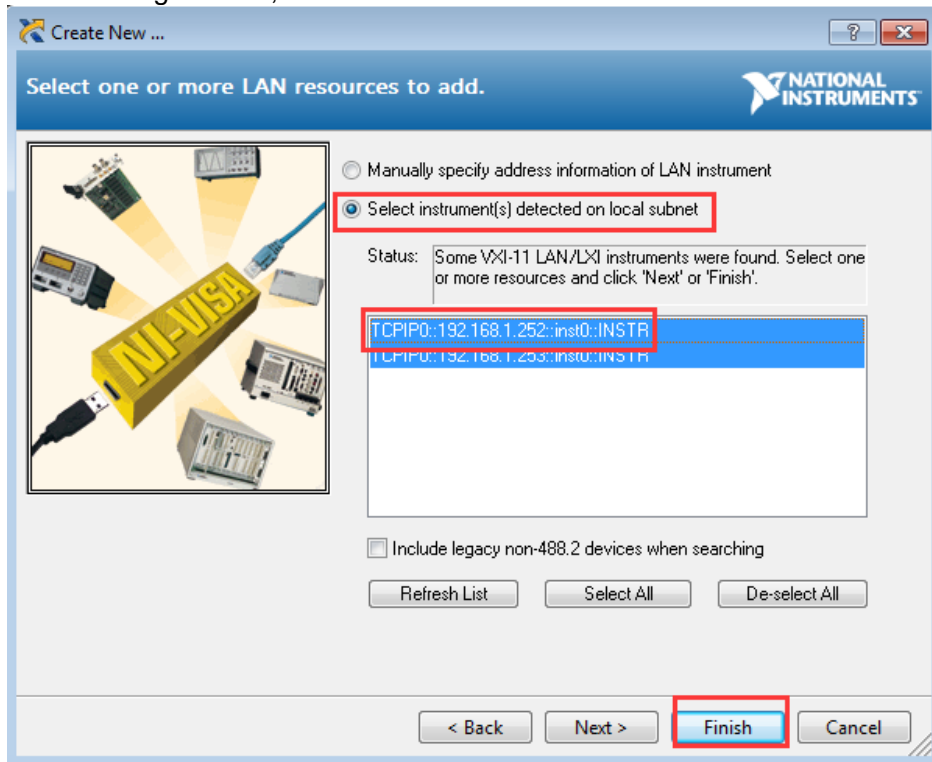 Create New ...
Select one or more LAN resources to add.
NATIONAL
INSTRUMENTS
Manually specify address information of LAN instrument
Select instrument(s) detected on local subnet
Status:
Some VXI-11 LAN/LXI instruments were found. Select one
or more resources and click 'Next' or 'Finish'.
NI-VISA
TCPIP0::192.168.1.252::inst0::INSTR
TCPIP0::192.168.1.253::inst0::INSTR
Include legacy non-488.2 devices when searching
Refresh List
Select All
De-select All
< Back
Next >
Finish
Cancel